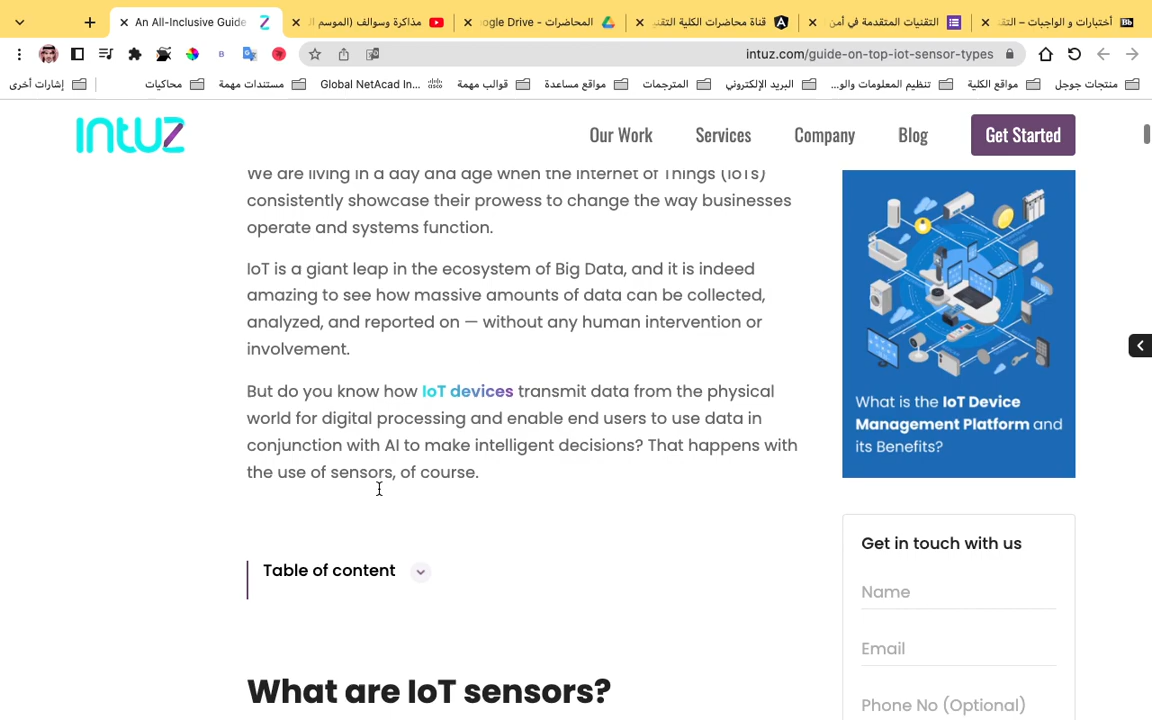 أختبارات و الواجبات – التقـ
التقنيات المتقدمة في أمن
قناة محاضرات الكلية التقنيـ
المحاضرات - ogle Drive
مذاكرة وسوالف (الموسم الـ
An All-Inclusive Guide
intuz.com/guide-on-top-iot-sensor-types
منتجات جوجل
مواقع الكلية
تنظيم المعلومات والو...
البريد الإلكتروني
المترجمات
مواقع مساعدة
قوالب مهمة
Global NetAcad In...
مستندات مهمة
محاكيات
إشارات أخرى
INTUZ
Our Work
Services
Company
Blog
Get Started
We are living in a day and age when the Internet of Things (IoTs)
consistently showcase their prowess to change the way businesses
operate and systems function.
IoT is a giant leap in the ecosystem of Big Data, and it is indeed
amazing to see how massive amounts of data can be collected,
analyzed, and reported on — without any human intervention or
involvement.
But do you know how IoT devices transmit data from the physical
world for digital processing and enable end users to use data in
conjunction with AI to make intelligent decisions? That happens with
the use of sensors, of course.
Table of content
What are IoT sensors?
What is the IoT Device
Management Platform and
its Benefits?
Get in touch with us
Name
Email
Phone No (Optional)